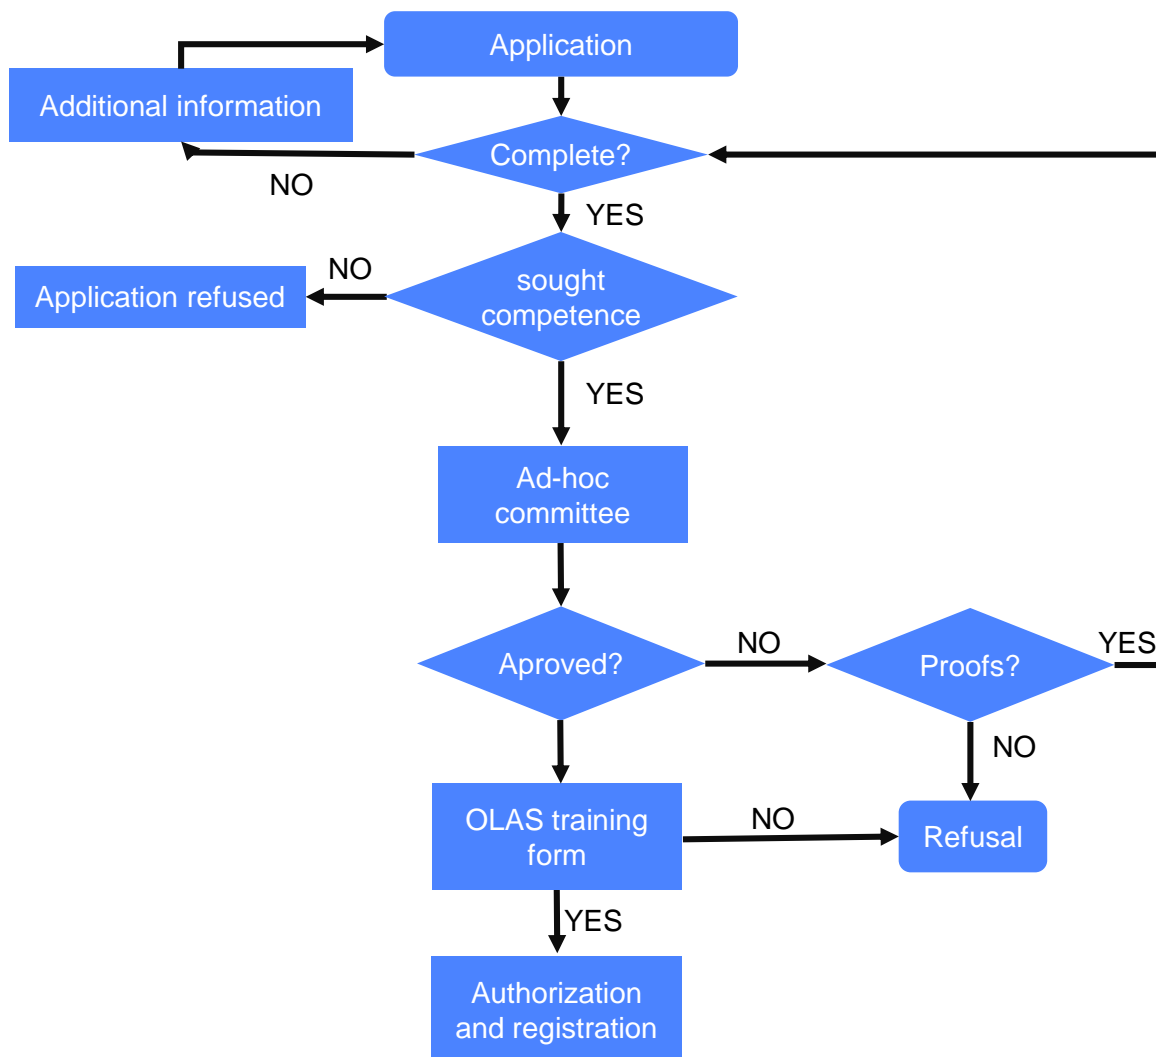 Application
Additional information
Complete?
NO
YES
NO
Application refused
sought
competence
YES
Ad-hoc
committee
Aproved?
NO
Proofs?
YES
NO
OLAS training
form
NO
Refusal
YES
Authorization
and registration